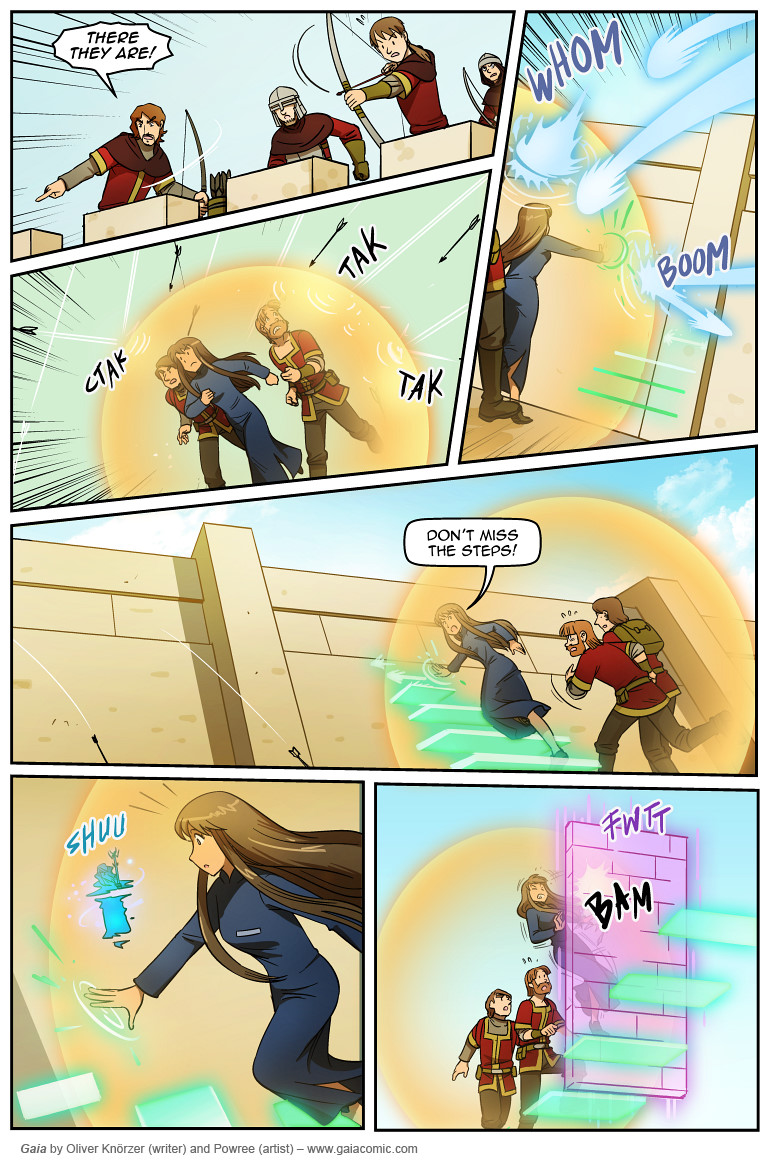 THERE
THEY ARE!
WHOM
BOOM
TAK
CTAK
TAK
DON'T MISS
THE STEPS!
SHUU
FWTT
BAM
Gaia by Oliver Knörzer (writer) and Powree (artist) – www.gaiacomic.com